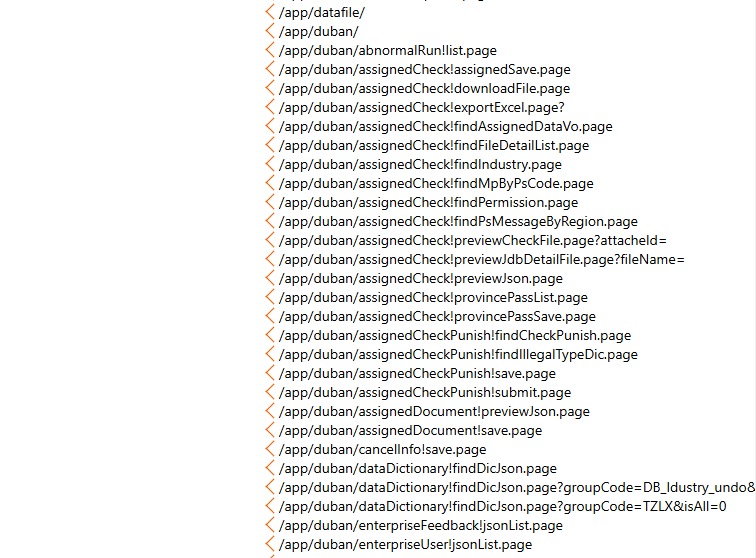 /app/datafile/
/app/duban/
/app/duban/abnormalRun!list.page
/app/duban/assignedCheck!assignedSave.page
/app/duban/assignedCheck!downloadFile.page
/app/duban/assignedCheck!exportExcel.page?
/app/duban/assignedCheck!findAssignedDataVo.page
/app/duban/assignedCheck!findFileDetailList.page
/app/duban/assignedCheck!findIndustry.page
/app/duban/assignedCheck!findMpByPsCode.page
/app/duban/assignedCheck!findPermission.page
/app/duban/assignedCheck!findPsMessageByRegion.page
/app/duban/assignedCheck!previewCheckFile.page?attacheId=
/app/duban/assignedCheck!previewJdbDetailFile.page?fileName=
/app/duban/assignedCheck!previewJson.page
/app/duban/assignedCheck!provincePassList.page
/app/duban/assignedCheck!provincePassSave.page
/app/duban/assignedCheckPunish!findCheckPunish.page
/app/duban/assignedCheckPunish!findIllegalTypeDic.page
/app/duban/assignedCheckPunish!save.page
/app/duban/assignedCheckPunish!submit.page
/app/duban/assignedDocument!previewJson.page
/app/duban/assignedDocument!save.page
/app/duban/cancelInfo!save.page
/app/duban/dataDictionary!findDicJson.page
/app/duban/dataDictionary!findDicJson.page?groupCode=DB_Idustry_undo&
/app/duban/dataDictionary!findDicJson.page?groupCode=TZLX&isAll=0
/app/duban/enterpriseFeedback!jsonList.page
/app/duban/enterpriseUser!jsonList.page